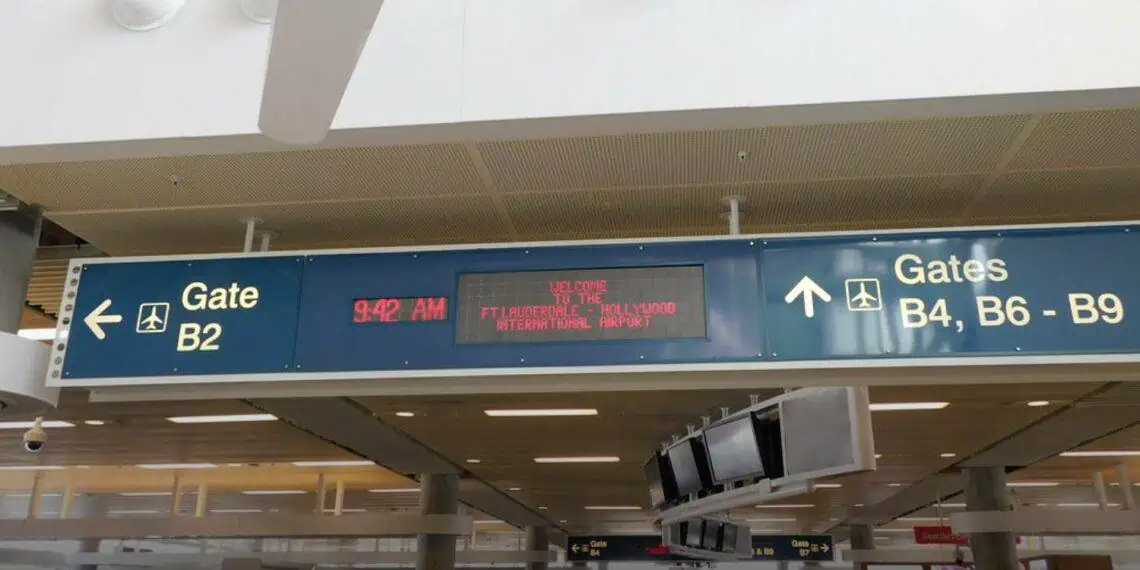 Gate
B2
9:42 AM
WELCOME
TO THE
FT LAUDERDALE - HOLLYWOOD
INTERNATIONAL AIRPORT
Gates
B4, B6 - B9
Gate
B4
& B9
Gate
B7